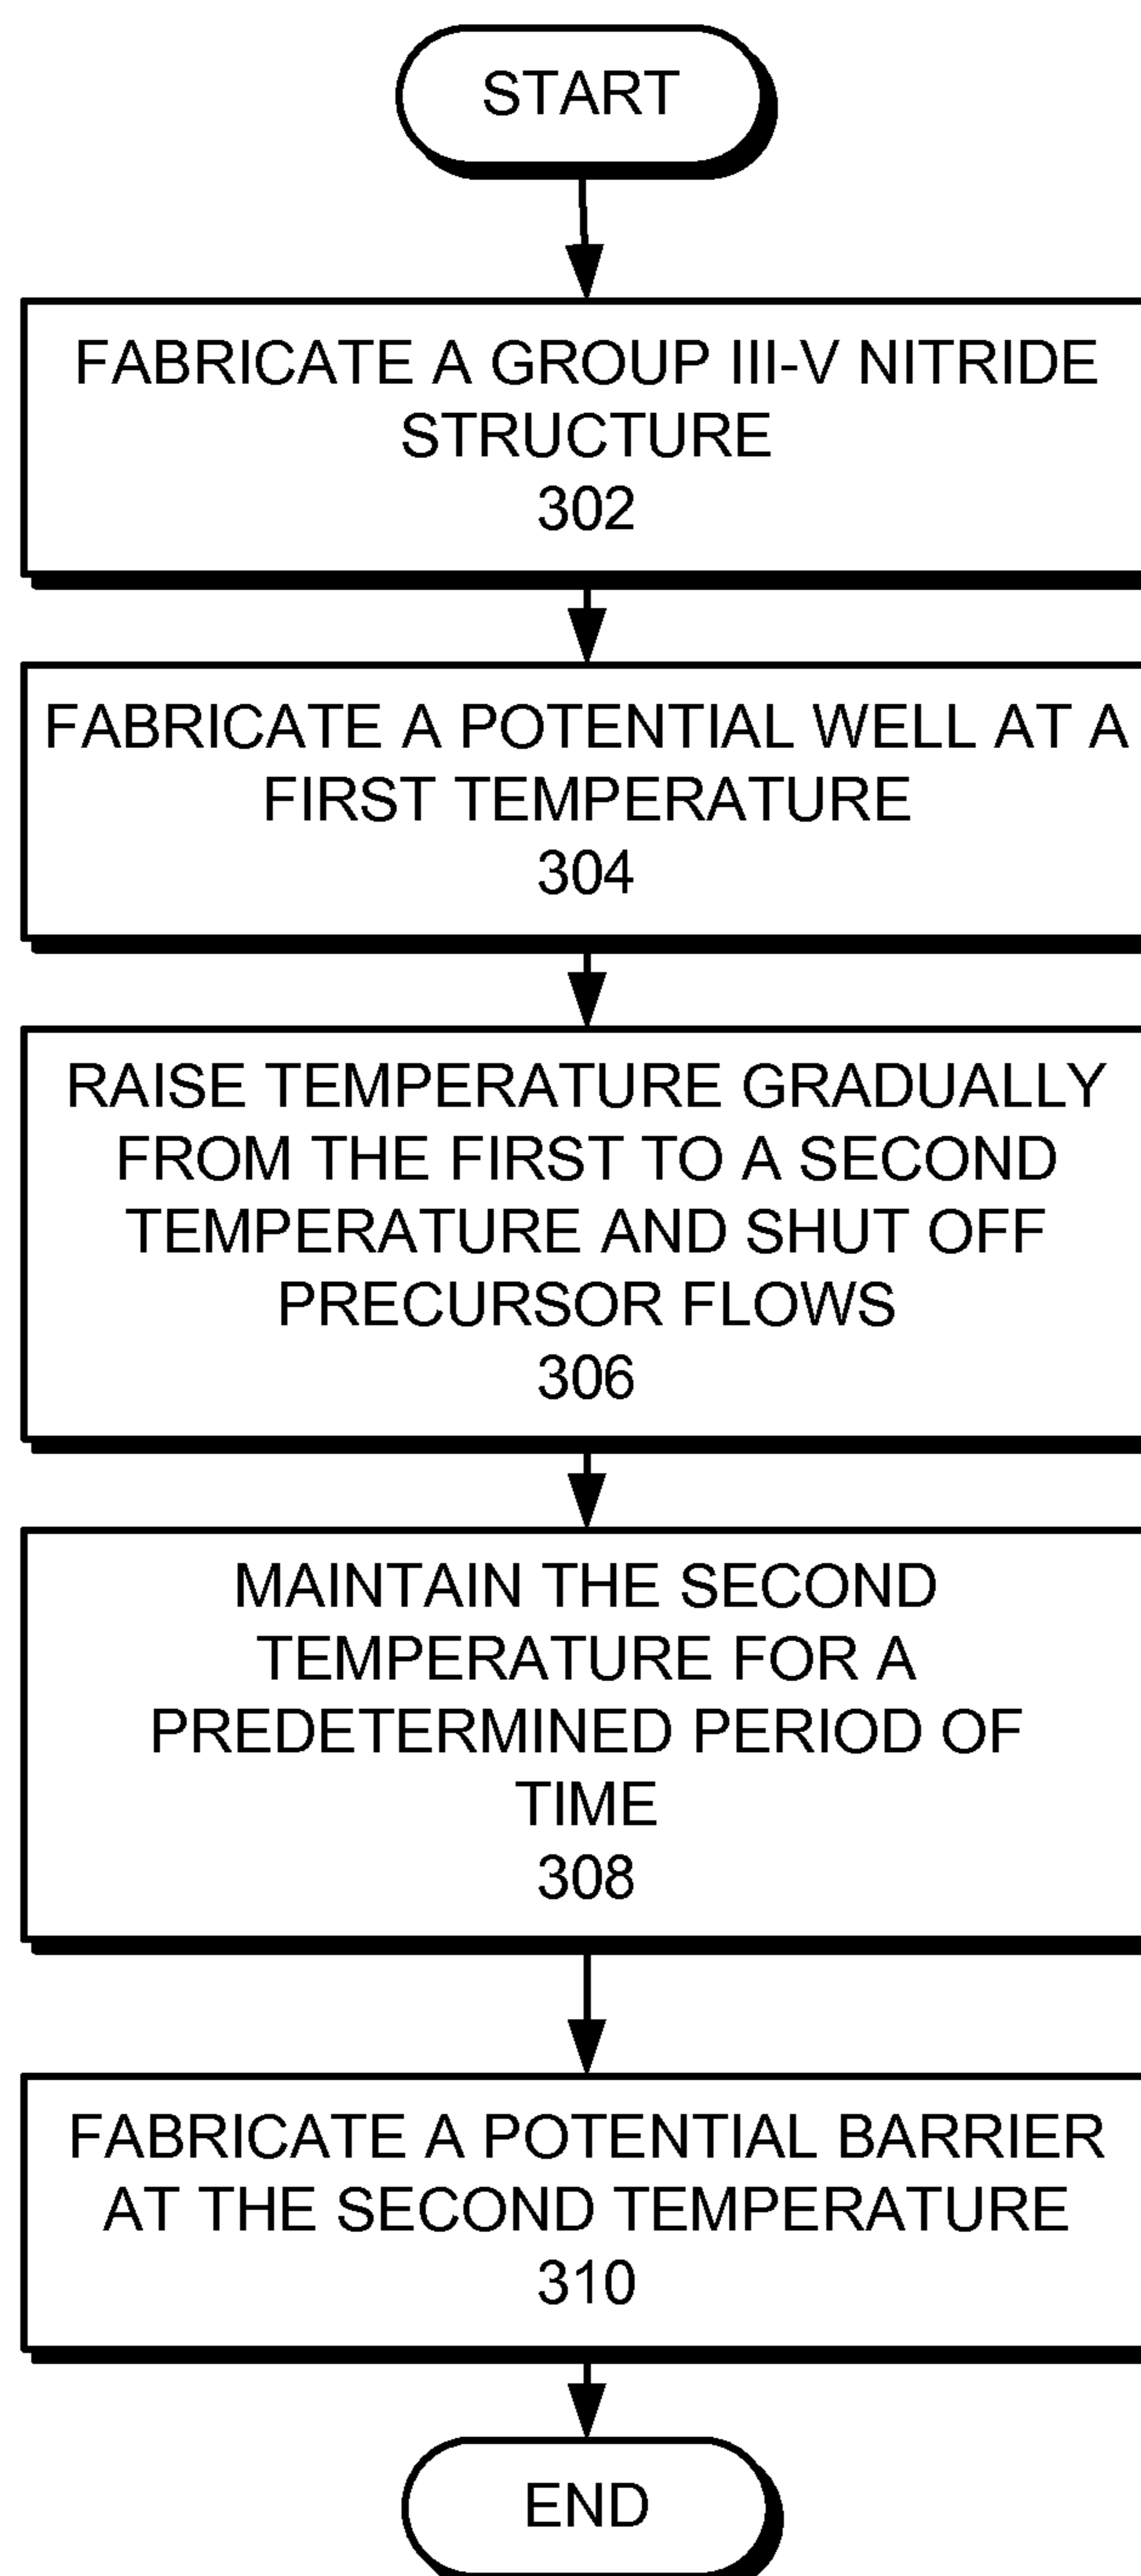 START
FABRICATE A GROUP III-V NITRIDE
STRUCTURE
302
FABRICATE A POTENTIAL WELL AT A
FIRST TEMPERATURE
304
RAISE TEMPERATURE GRADUALLY
FROM THE FIRST TO A SECOND
TEMPERATURE AND SHUT OFF
PRECURSOR FLOWS
306
MAINTAIN THE SECOND
TEMPERATURE FOR A
PREDETERMINED PERIOD OF
TIME
308
FABRICATE A POTENTIAL BARRIER
AT THE SECOND TEMPERATURE
310
END